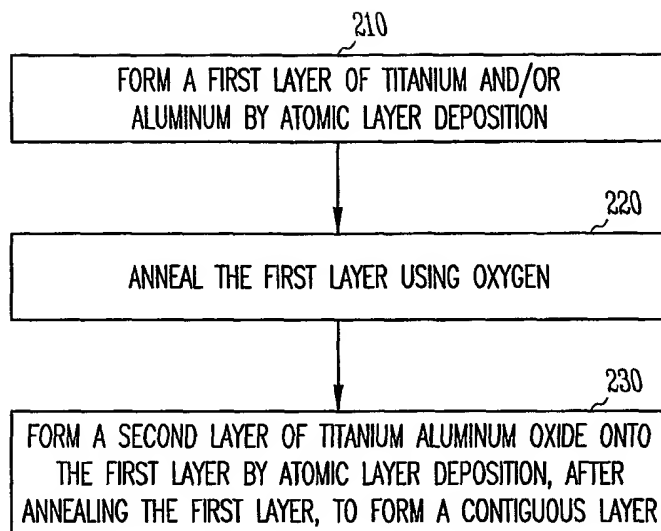 210
FORM A FIRST LAYER OF TITANIUM AND/OR
ALUMINUM BY ATOMIC LAYER DEPOSITION
220
ANNEAL THE FIRST LAYER USING OXYGEN
230
FORM A SECOND LAYER OF TITANIUM ALUMINUM OXIDE ONTO
THE FIRST LAYER BY ATOMIC LAYER DEPOSITION, AFTER
ANNEALING THE FIRST LAYER, TO FORM A CONTIGUOUS LAYER